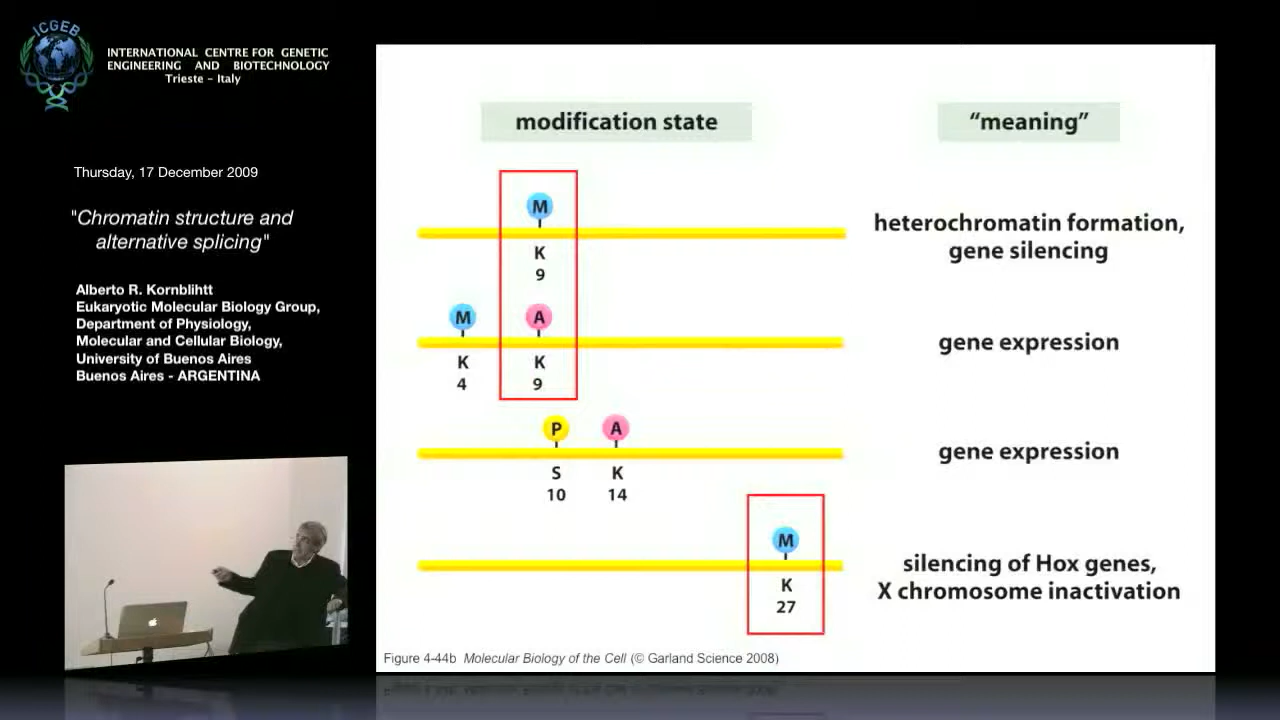 ICGEB
INTERNATIONAL CENTRE FOR GENETIC
ENGINEERING AND BIOTECHNOLOGY
Trieste – Italy
Thursday, 17 December 2009
"Chromatin structure and
alternative splicing"
Alberto R. Kornblihtt
Eukaryotic Molecular Biology Group,
Department of Physiology,
Molecular and Cellular Biology,
University of Buenos Aires
Buenos Aires - ARGENTINA
modification state
“meaning”
M
K
9
heterochromatin formation,
gene silencing
M A
K K
4 9
gene expression
P A
S K
10 14
gene expression
M
K
27
silencing of Hox genes,
X chromosome inactivation
Figure 4-44b Molecular Biology of the Cell (© Garland Science 2008)